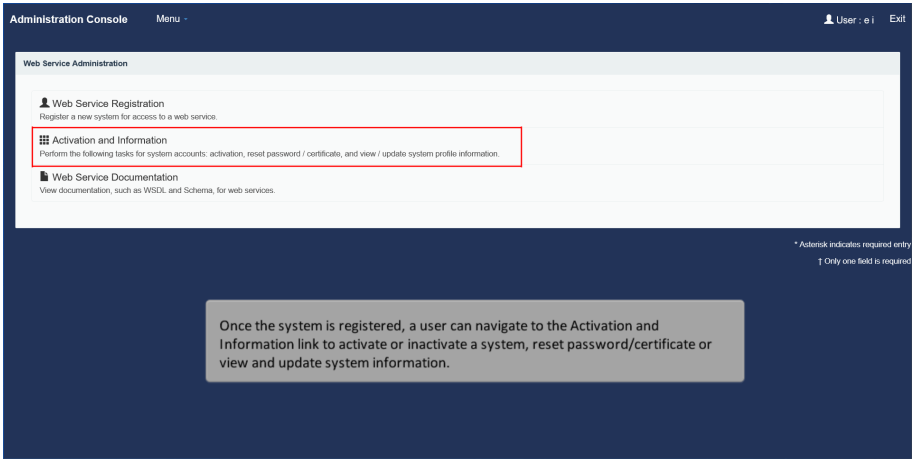 Administration Console Menu User : e i Exit
Web Service Administration
Web Service Registration
Register a new system for access to a web service.
Activation and Information
Perform the following tasks for system accounts: activation, reset password / certificate, and view / update system profile information.
Web Service Documentation
View documentation, such as WSDL and Schema, for web services.
* Asterisk indicates required entry
† Only one field is required
Once the system is registered, a user can navigate to the Activation and
Information link to activate or inactivate a system, reset password/certificate or
view and update system information.